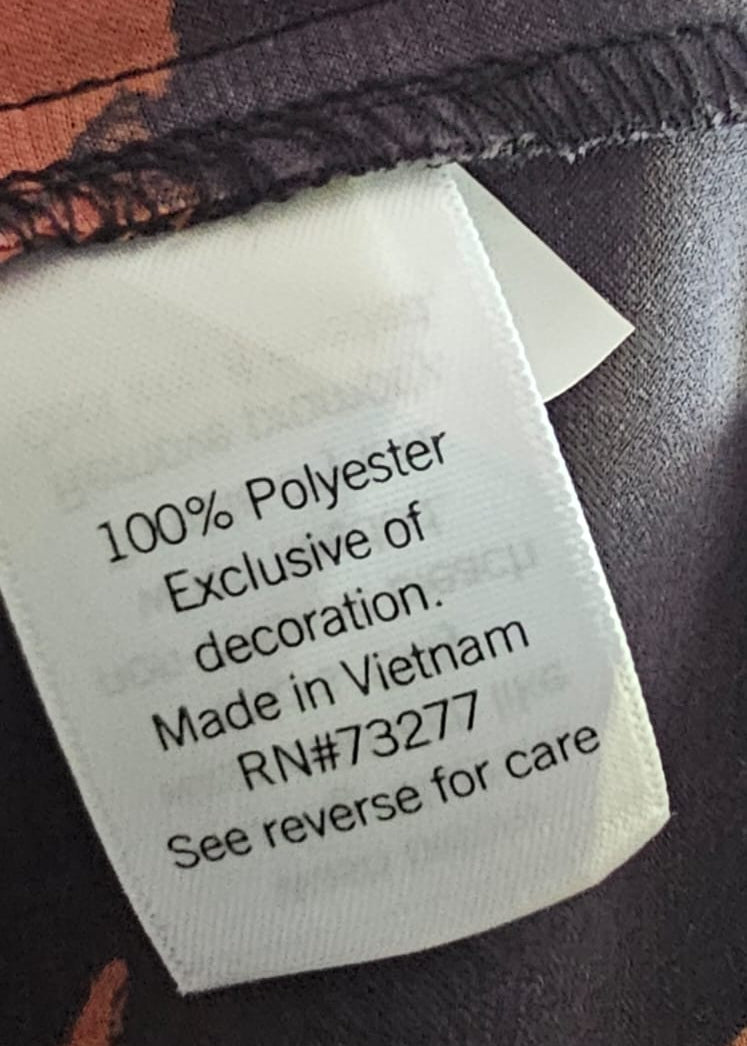 100% Polyester
Exclusive of
decoration.
Made in Vietnam
RN#73277
See reverse for care